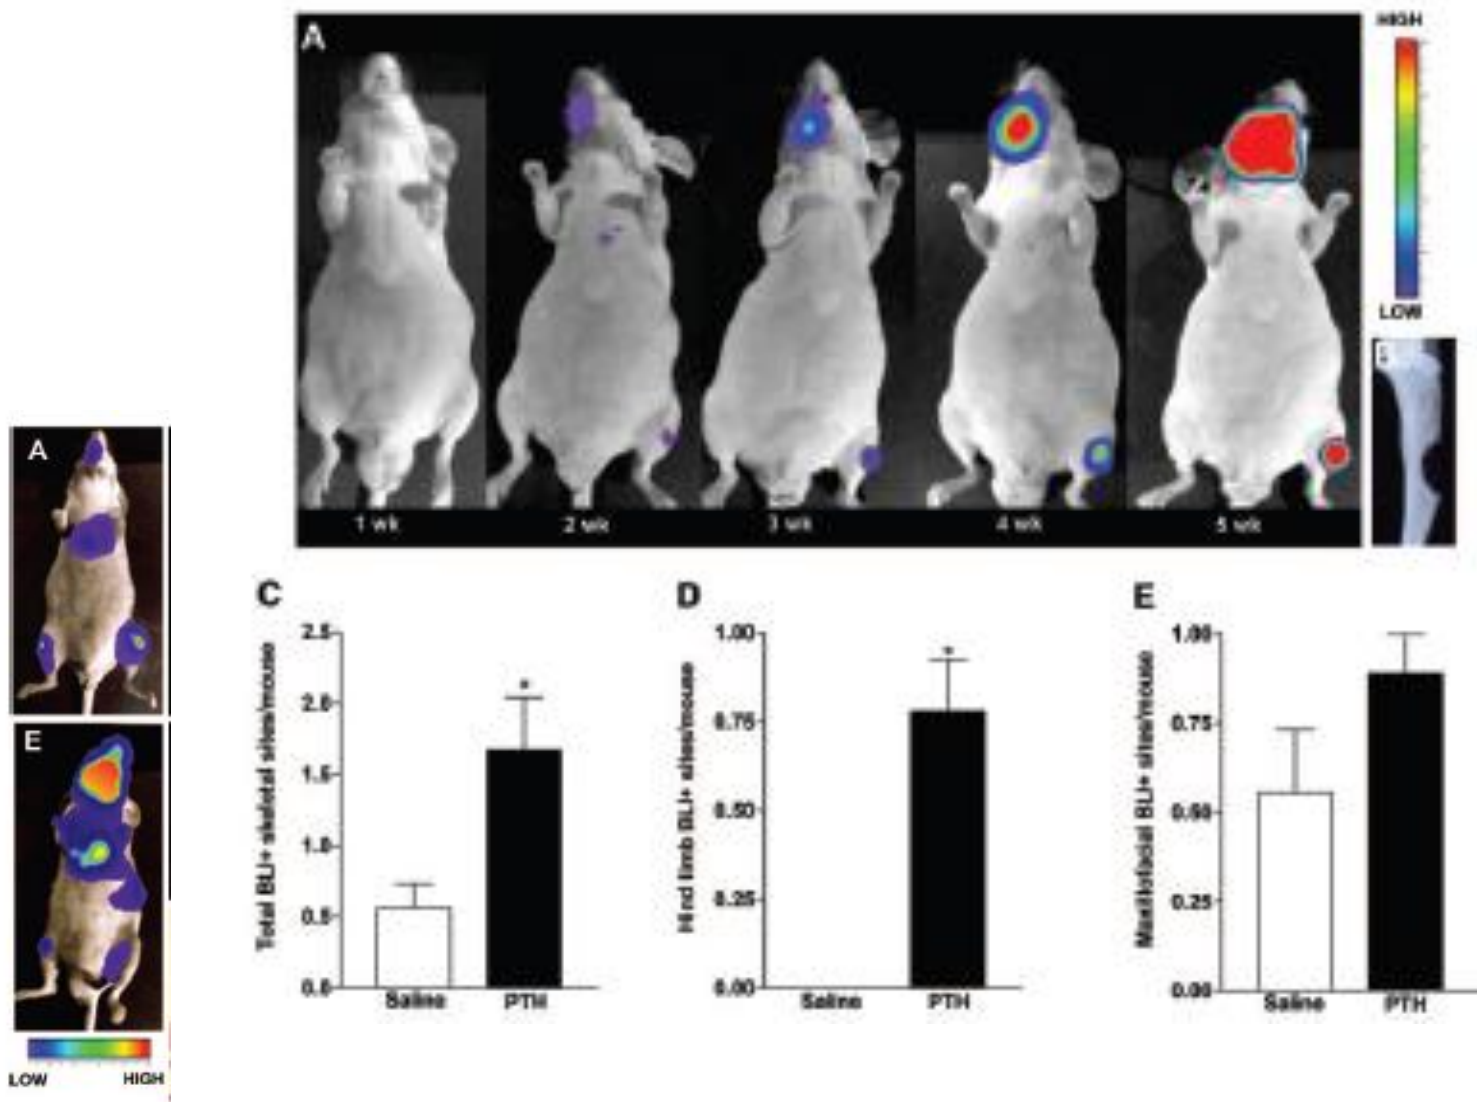 A
HIGH
LOW
1 wk
2 wk
3 wk
4 wk
5 wk
A
E
LOW
HIGH
C
Total BLI+ skeletal sites/mouse
2.5
2.0
1.5
1.0
0.5
0.0
*
Saline
PTH
D
Hind limb BLI+ sites/mouse
1.00
0.75
0.50
0.25
0.00
*
Saline
PTH
E
Maxillofacial BLI+ sites/mouse
1.00
0.75
0.50
0.25
0.00
Saline
PTH